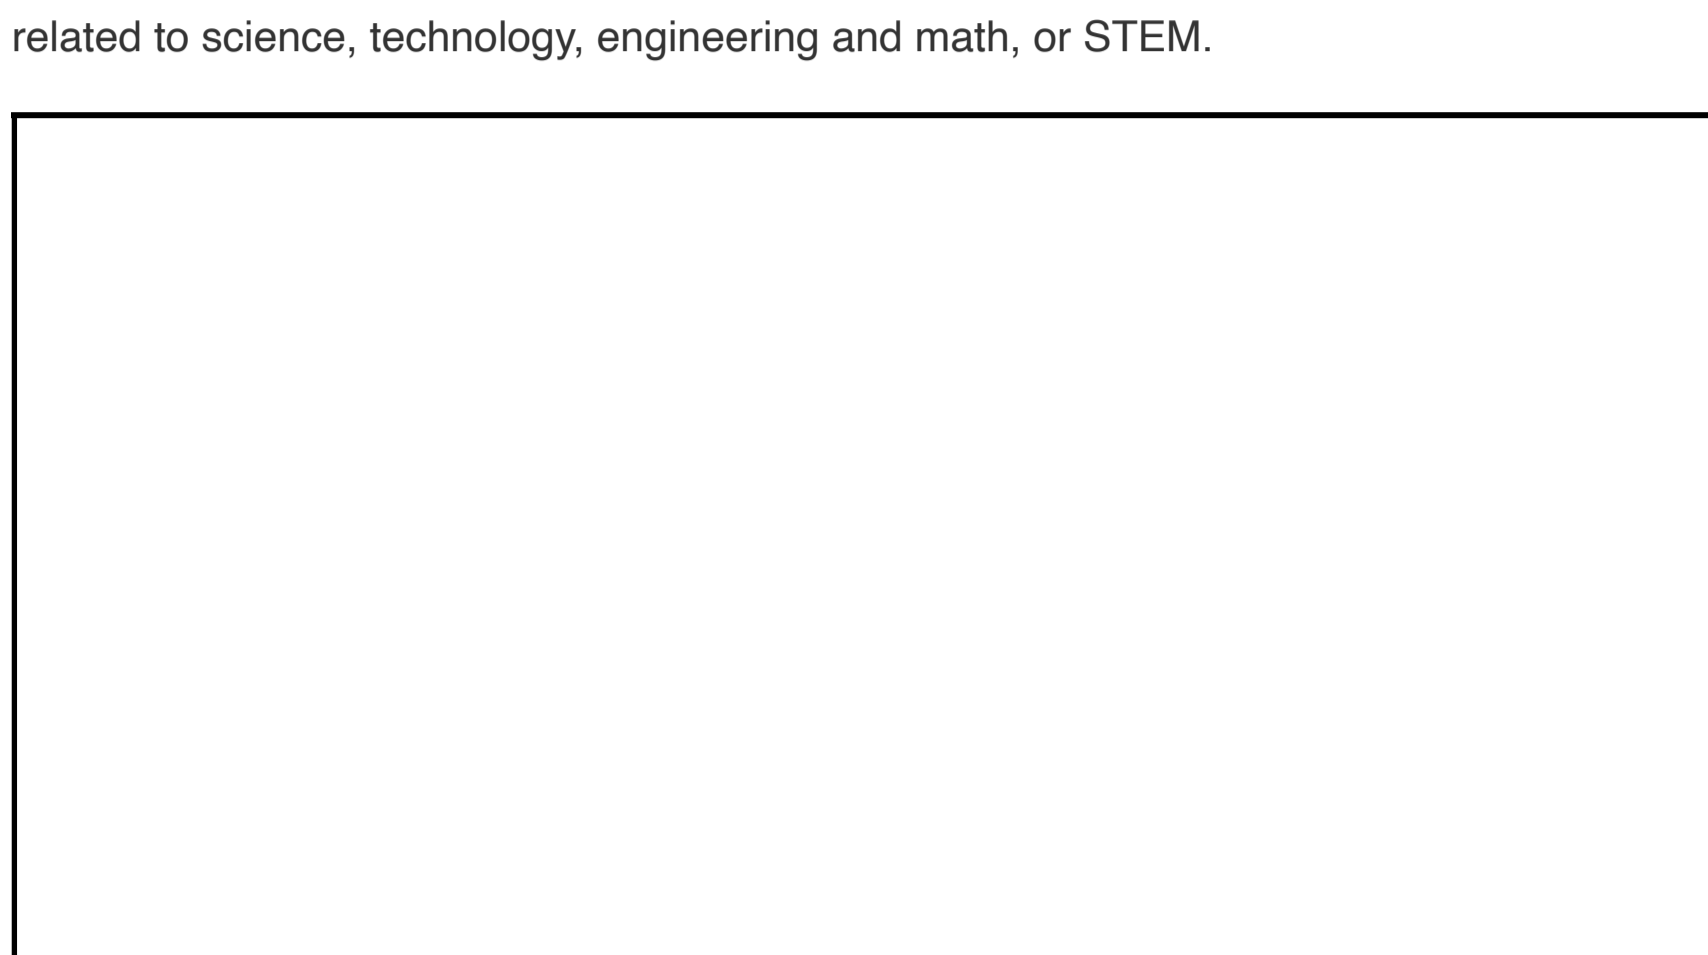 related to science, technology, engineering and math, or STEM.